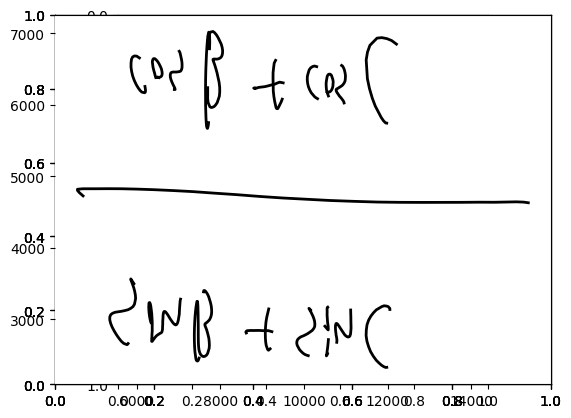 cos β + cos C
sin β + sin C